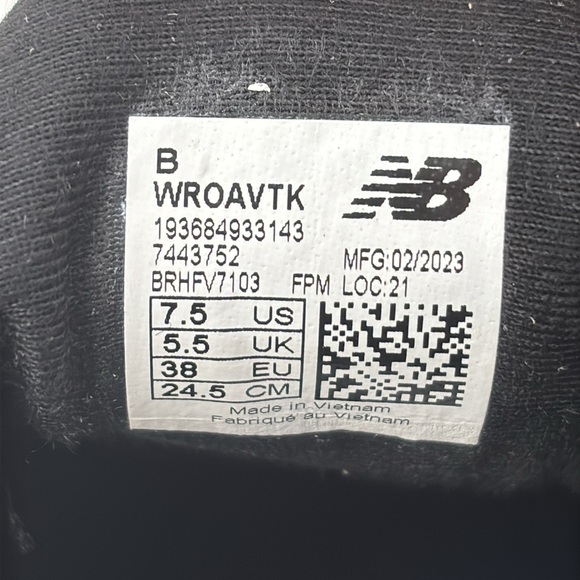 B
WROAVTK
NB
193684933143
7443752
MFG:02/2023
BRHFV7103 FPM LOC:21
7.5 US
5.5 UK
38 EU
24.5 CM
Made in Vietnam
Fabriqué au Vietnam